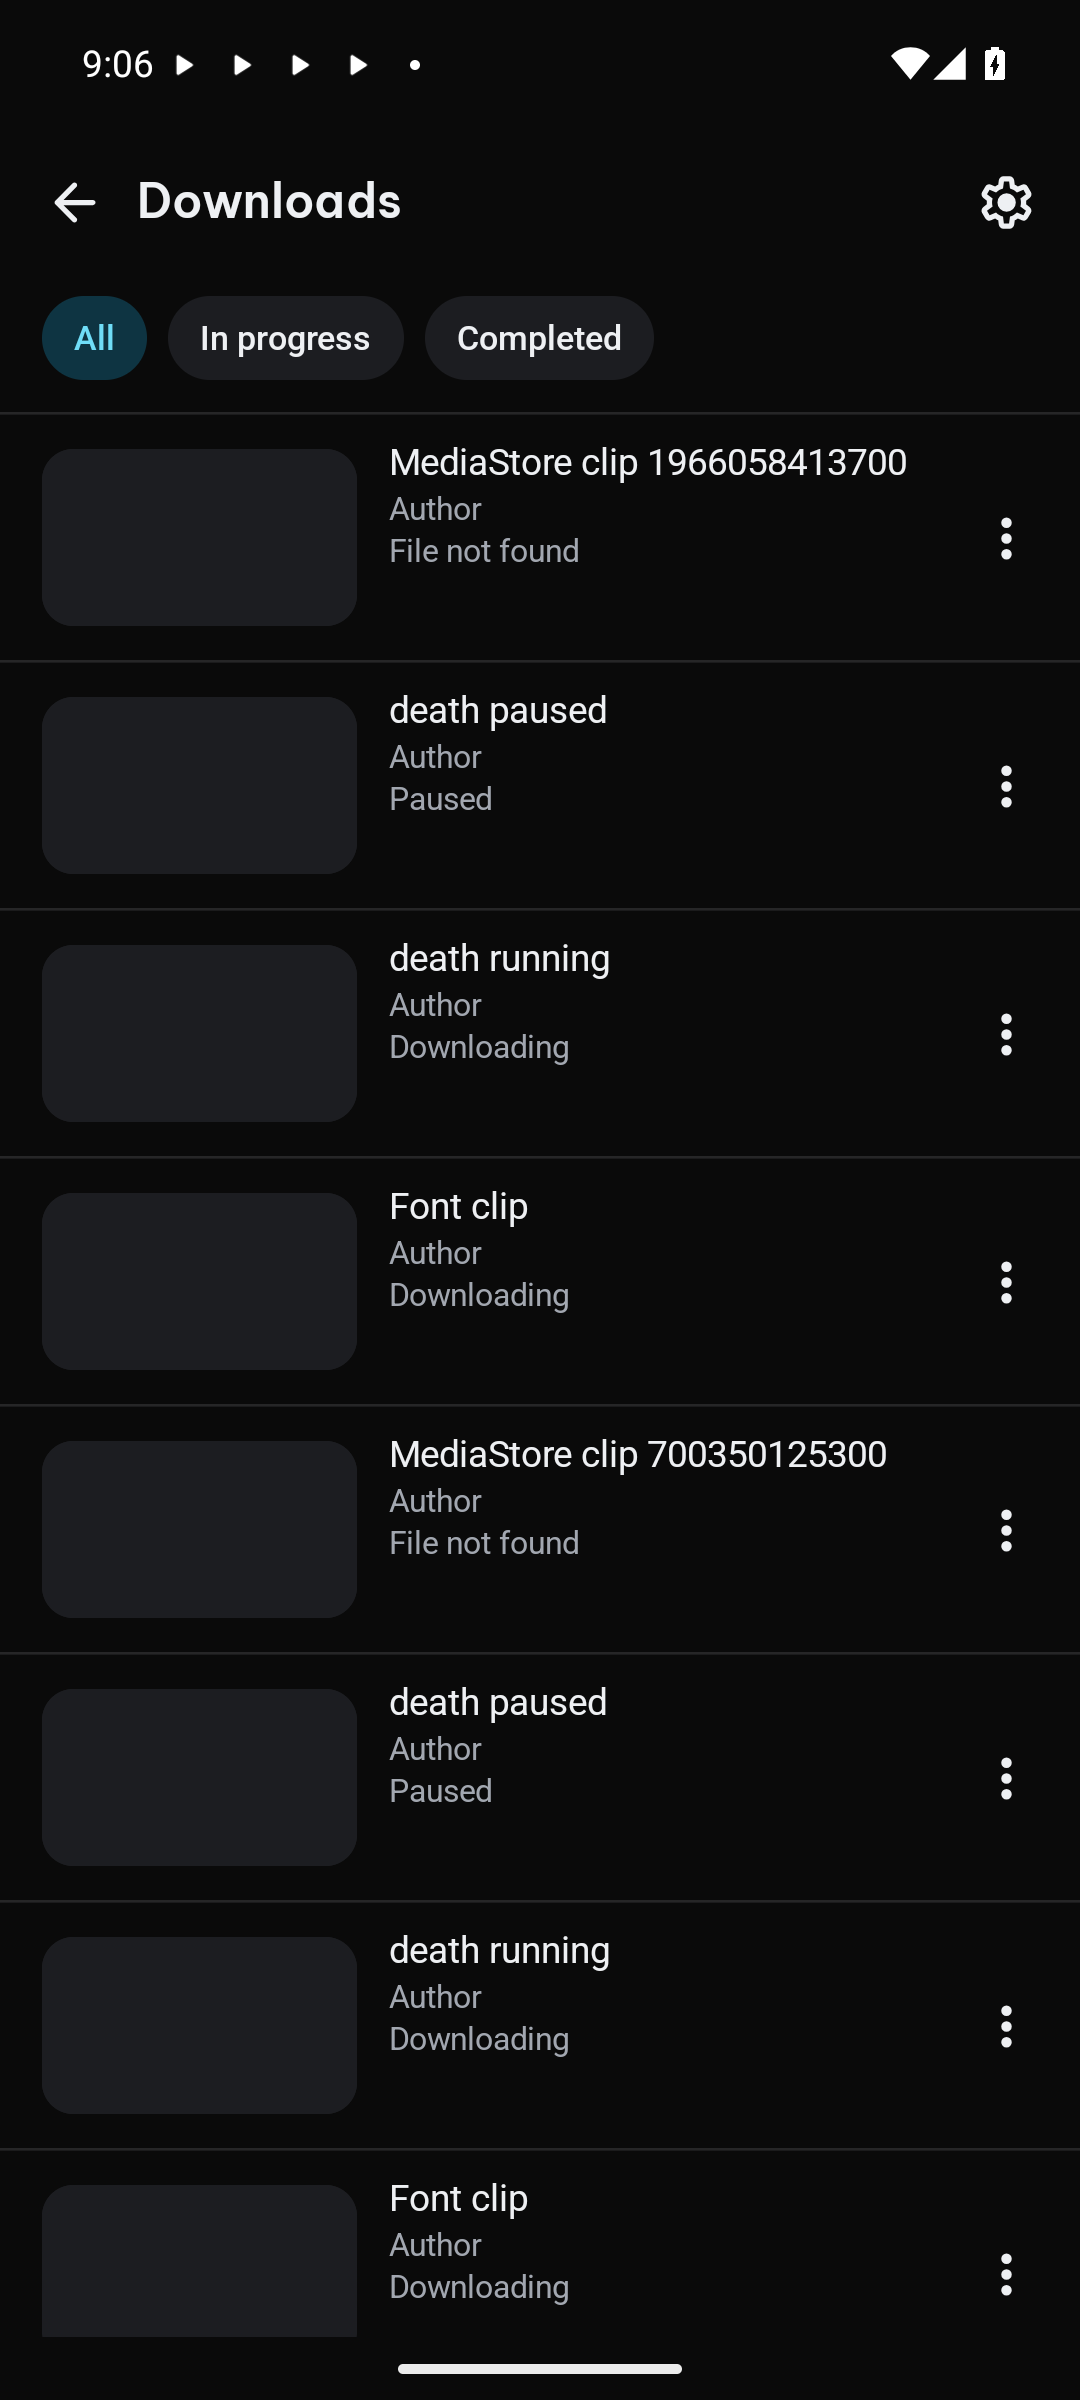 9:06
Downloads
All In progress Completed
MediaStore clip 1966058413700
Author
File not found
death paused
Author
Paused
death running
Author
Downloading
Font clip
Author
Downloading
MediaStore clip 700350125300
Author
File not found
death paused
Author
Paused
death running
Author
Downloading
Font clip
Author
Downloading